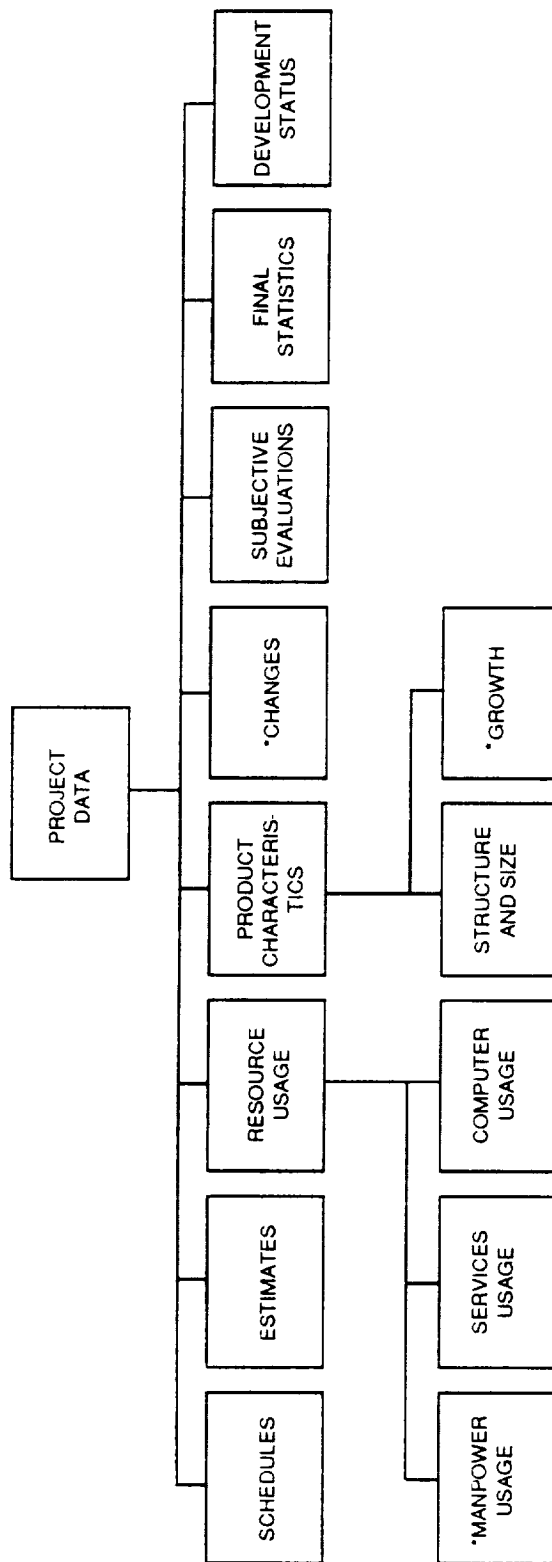 PROJECT
DATA
SCHEDULES
ESTIMATES
RESOURCE
USAGE
PRODUCT
CHARACTERIS-
TICS
*CHANGES
SUBJECTIVE
EVALUATIONS
FINAL
STATISTICS
DEVELOPMENT
STATUS
*MANPOWER
USAGE
SERVICES
USAGE
COMPUTER
USAGE
STRUCTURE
AND SIZE
*GROWTH